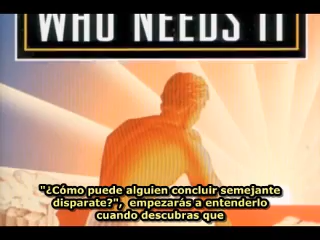 WHO NEEDS IT
"¿Cómo puede alguien concluir semejante
disparate?", empezarás a entenderlo
cuando descubras que